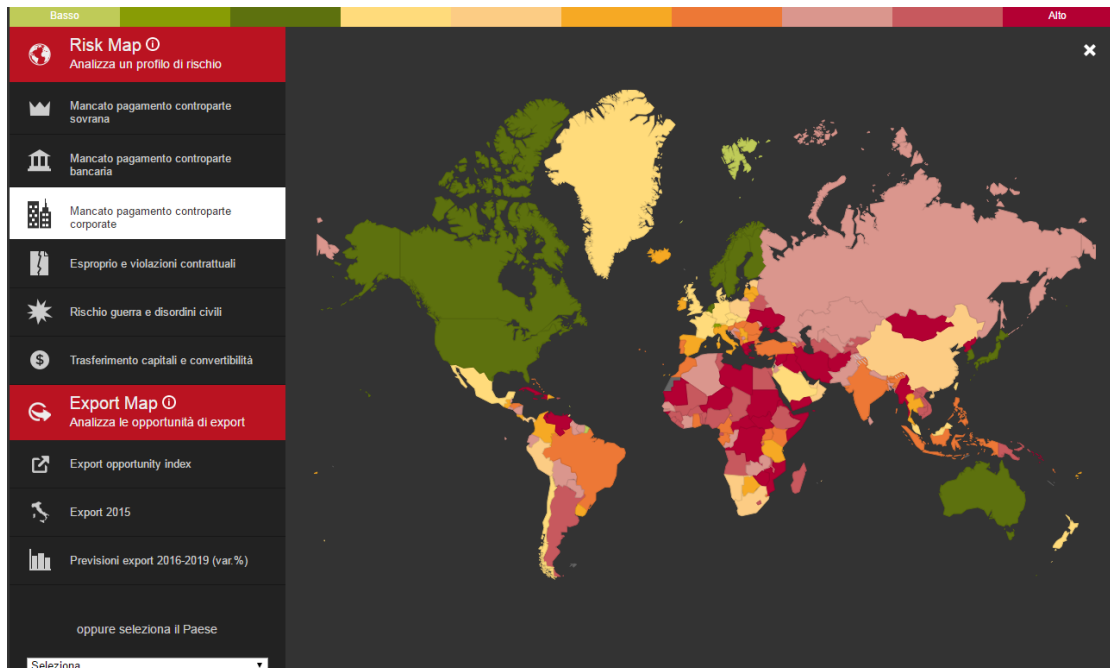 Basso
Alto
Risk Map
Analizza un profilo di rischio
Mancato pagamento controparte
sovrana
Mancato pagamento controparte
bancaria
Mancato pagamento controparte
corporate
Esproprio e violazioni contrattuali
Rischio guerra e disordini civili
Trasferimento capitali e convertibilità
Export Map
Analizza le opportunità di export
Export opportunity index
Export 2015
Previsioni export 2016-2019 (var.%)
oppure seleziona il Paese
Seleziona